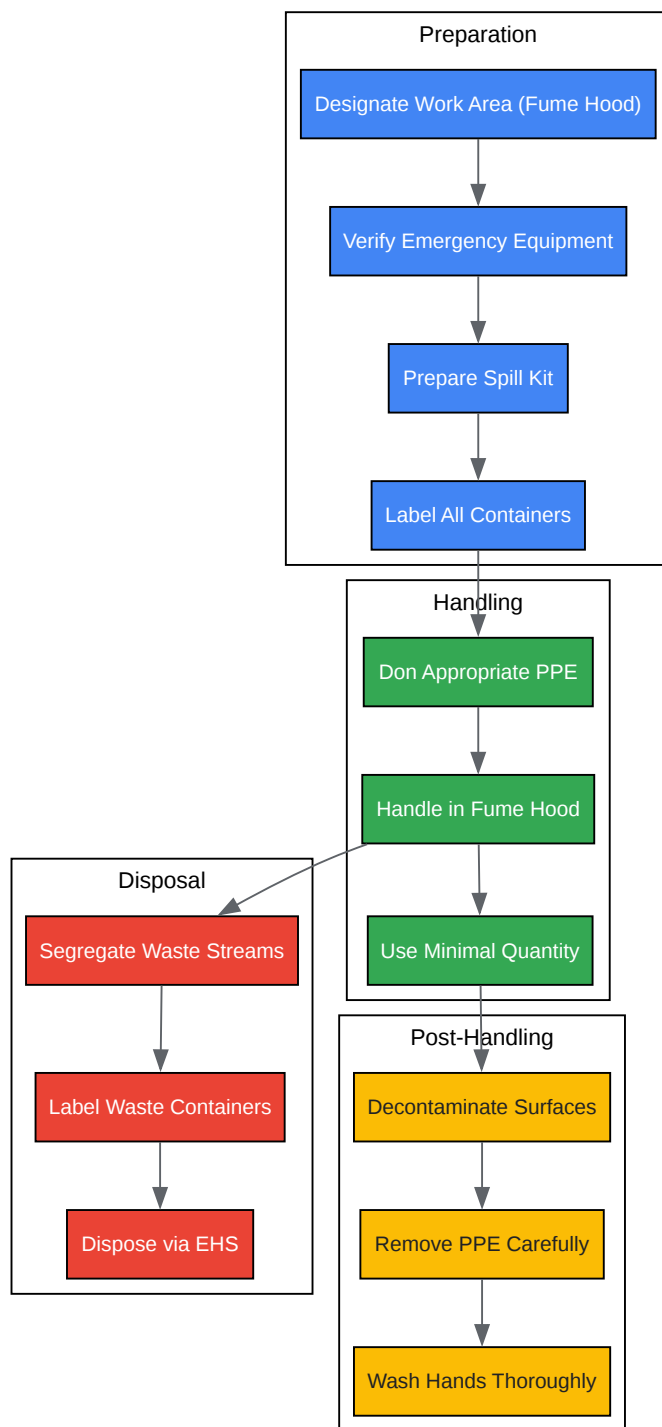 Preparation
Designate Work Area (Fume Hood)
Verify Emergency Equipment
Prepare Spill Kit
Label All Containers
Handling
Don Appropriate PPE
Handle in Fume Hood
Use Minimal Quantity
Disposal
Segregate Waste Streams
Label Waste Containers
Dispose via EHS
Post-Handling
Decontaminate Surfaces
Remove PPE Carefully
Wash Hands Thoroughly